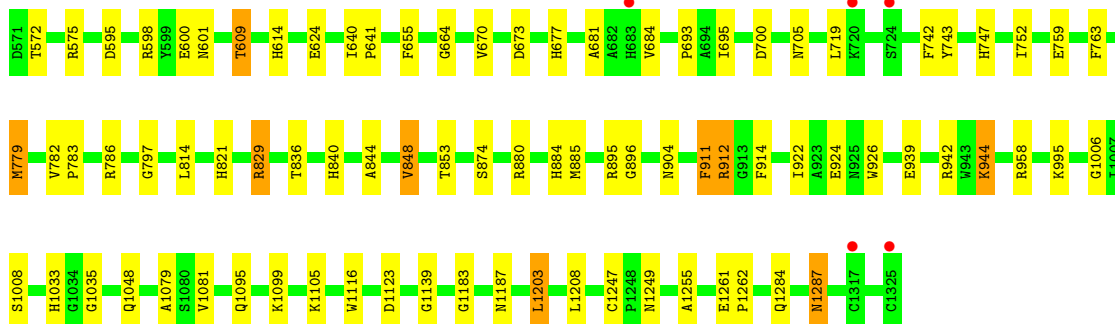 D571 T572 R575 D595 R598 Y599 E600 N601 T609 H614 E624 I640 P641 F655 G664 V670 D673 H677 A681 A682 H683 V684 P693 A694 I695 D700 N705 L719 K720 S724 F742 Y743 H747 I752 E759 F763
M779 V782 P783 R786 G797 L814 H821 R829 T836 H840 A844 V848 T853 S874 R880 H884 M885 R895 G896 N904 F911 R912 G913 F914 I922 A923 E924 N925 W926 E939 R942 W943 K944 R958 K995 G1006 I1007
S1008 H1033 G1034 G1035 Q1048 A1079 S1080 V1081 Q1095 K1099 K1105 W1116 D1123 G1139 G1183 N1187 L1203 L1208 C1247 P1248 N1249 A1255 E1261 P1262 Q1284 N1287 C1317 C1325